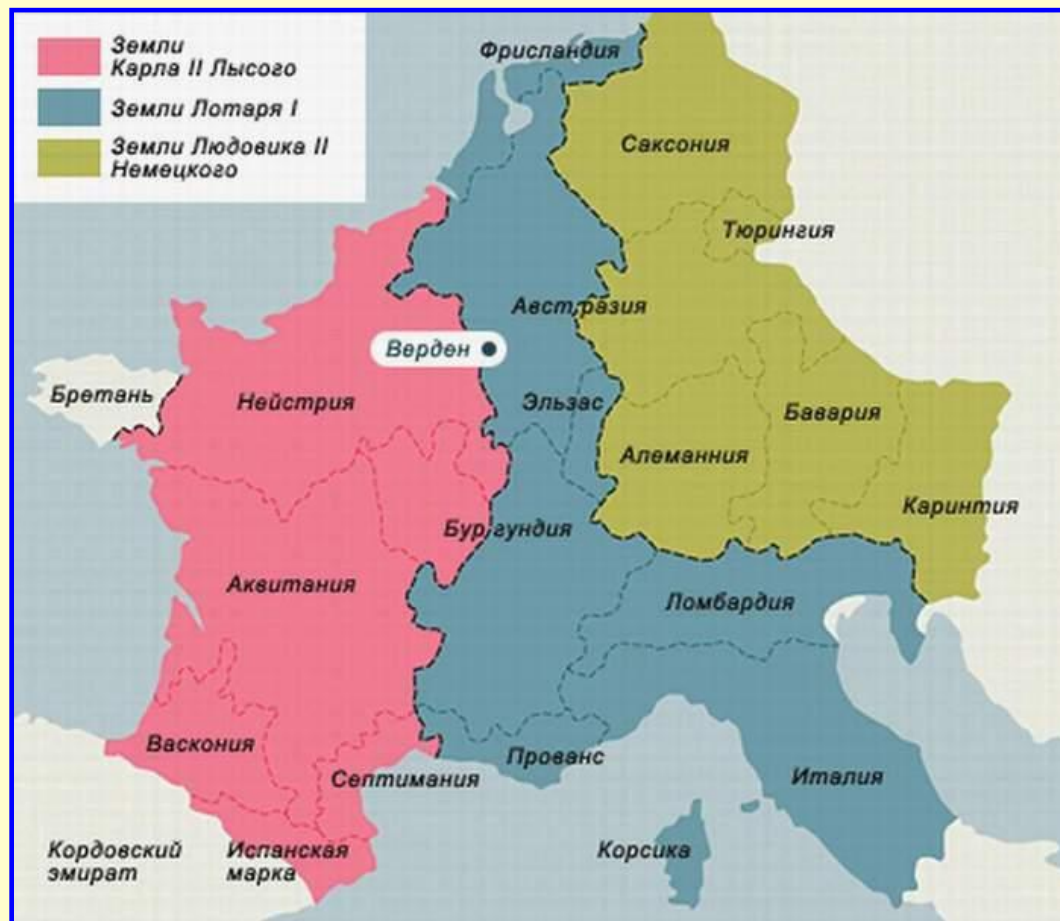 Земли
Карла II Лысого
Земли Лотаря I
Земли Людовика II
Немецкого
Фрисландия
Саксония
Тюрингия
Австразия
Верден
Бретань
Нейстрия
Эльзас
Бавария
Алеманния
Каринтия
Бургундия
Аквитания
Ломбардия
Васкония
Септимания
Прованс
Италия
Кордовский
эмират
Испанская
марка
Корсика